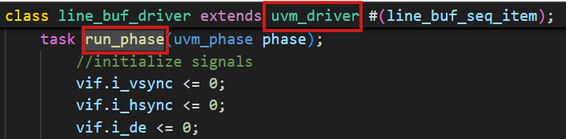 class line_buf_driver extends uvm_driver #(line_buf_seq_item);
task run_phase(uvm_phase phase);
//initialize signals
vif.i_vsync <= 0;
vif.i_hsync <= 0;
vif.i_de <= 0;